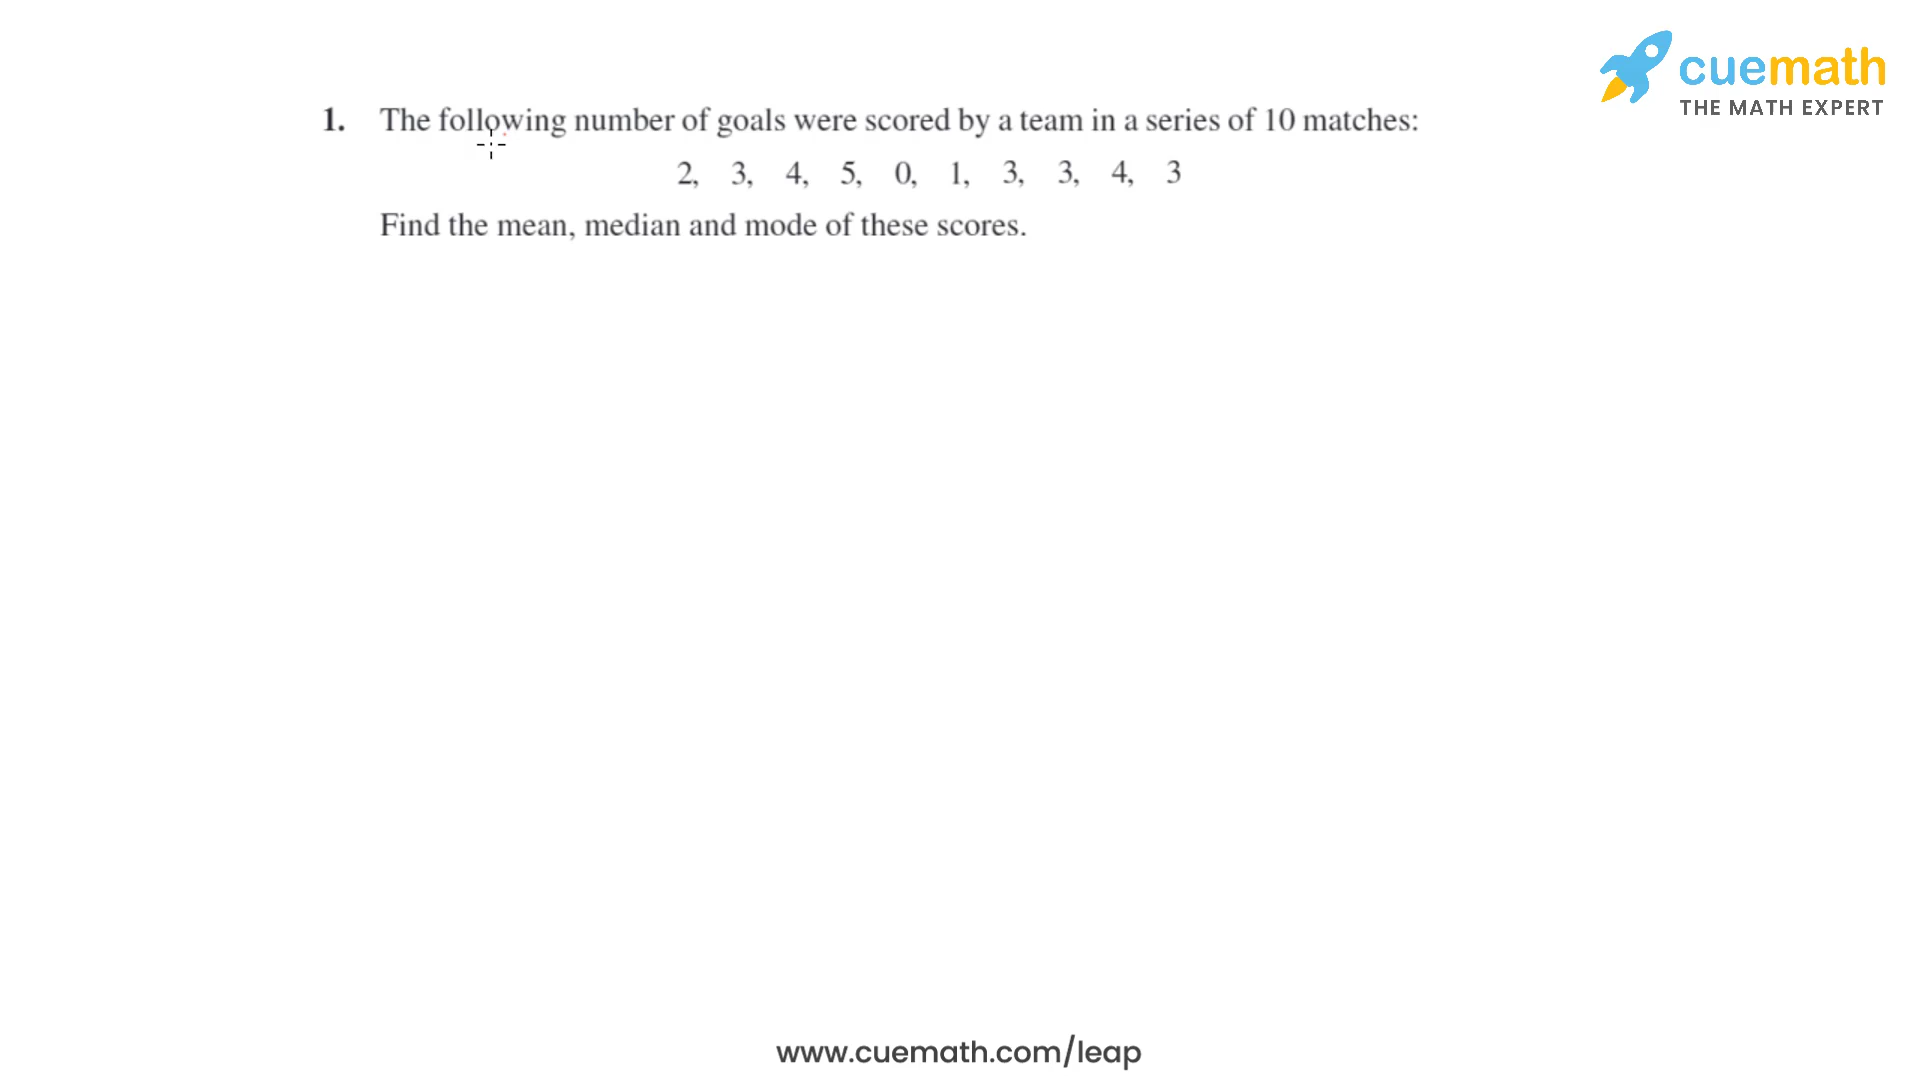 cuemath
THE MATH EXPERT
1. The following number of goals were scored by a team in a series of 10 matches:
2, 3, 4, 5, 0, 1, 3, 3, 4, 3
Find the mean, median and mode of these scores.
www.cuemath.com/leap